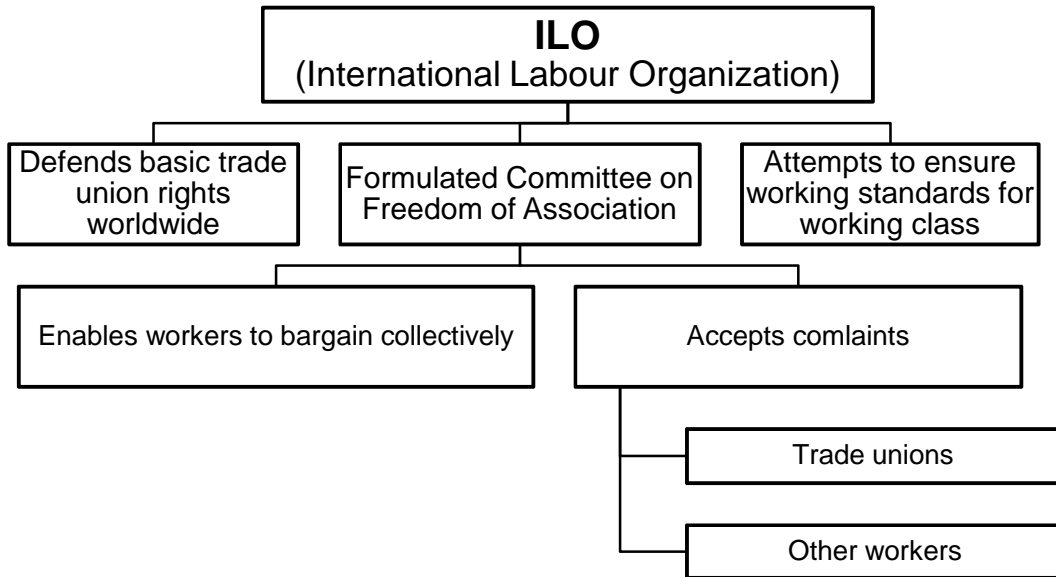 ILO
(International Labour Organization)
Defends basic trade
union rights
worldwide
Formulated Committee on
Freedom of Association
Attempts to ensure
working standards for
working class
Enables workers to bargain collectively
Accepts comlaints
Trade unions
Other workers